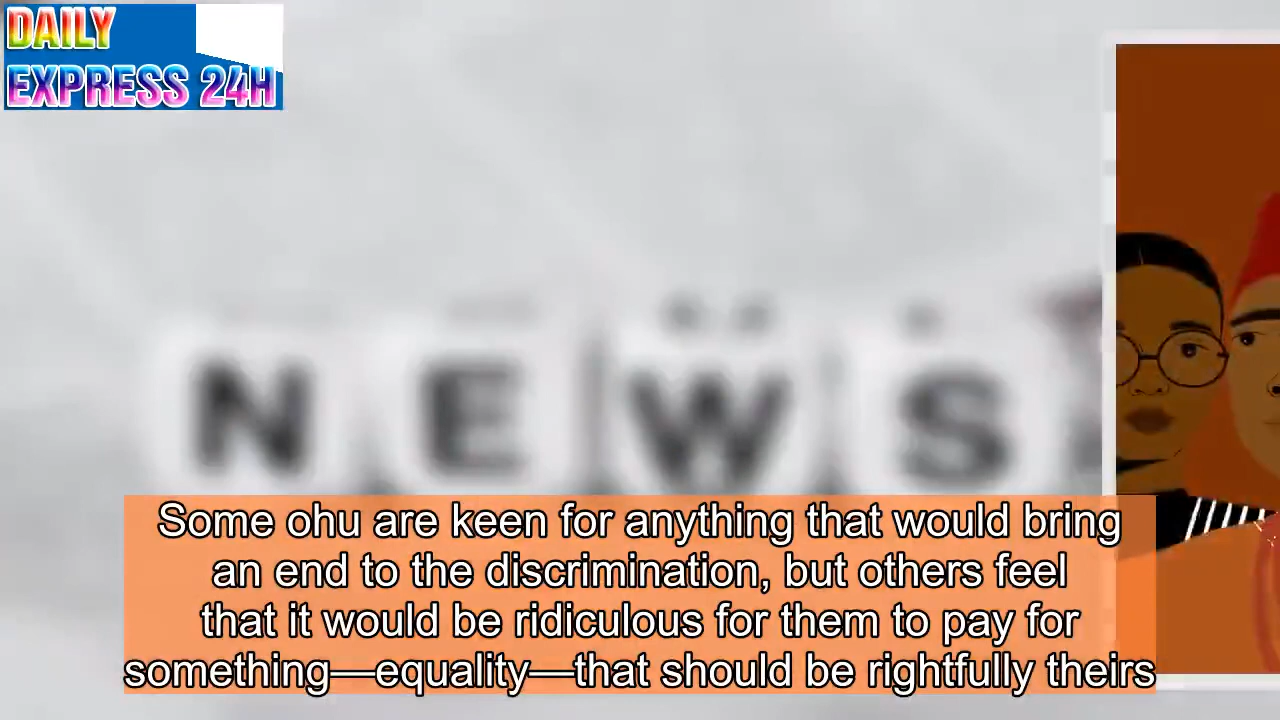 DAILY
EXPRESS 24H
NEWS
Some ohu are keen for anything that would bring
an end to the discrimination, but others feel
that it would be ridiculous for them to pay for
something—equality—that should be rightfully theirs